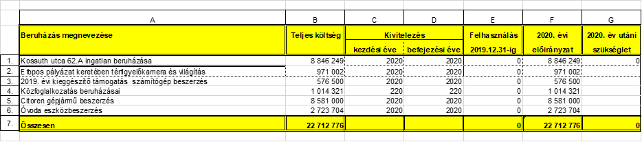 A B C D E F G
Beruházás megnevezése Teljes költség Kivitelezés Felhasználás 2020. évi 2020. év utáni
kezdési éve befejezési éve 2019.12.31-ig előirányzat szükséglet
1. Kossuth utca 62.A ingatlan beruházása 8 846 249 2020 2020 0 8 846 249 0
2. Elbpos pályázat keretében térfgyelőkamera és világítás 971 002 2020 2020 0 971 002
3. 2019. évi kiegészítő támogatás számítógép beszerzés 576 500 2020 2020 0 576 500
4. Közfoglalkozatás beruházásai 1 014 321 220 220 0 1 014 321
5. Citoren gépjármű beszerzés 8 581 000 2020 2020 0 8 581 000
6. Óvoda eszközbeszerzés 2 723 704 2020 2020 0 2 723 704
7. Összesen 22 712 776 0 22 712 776 0